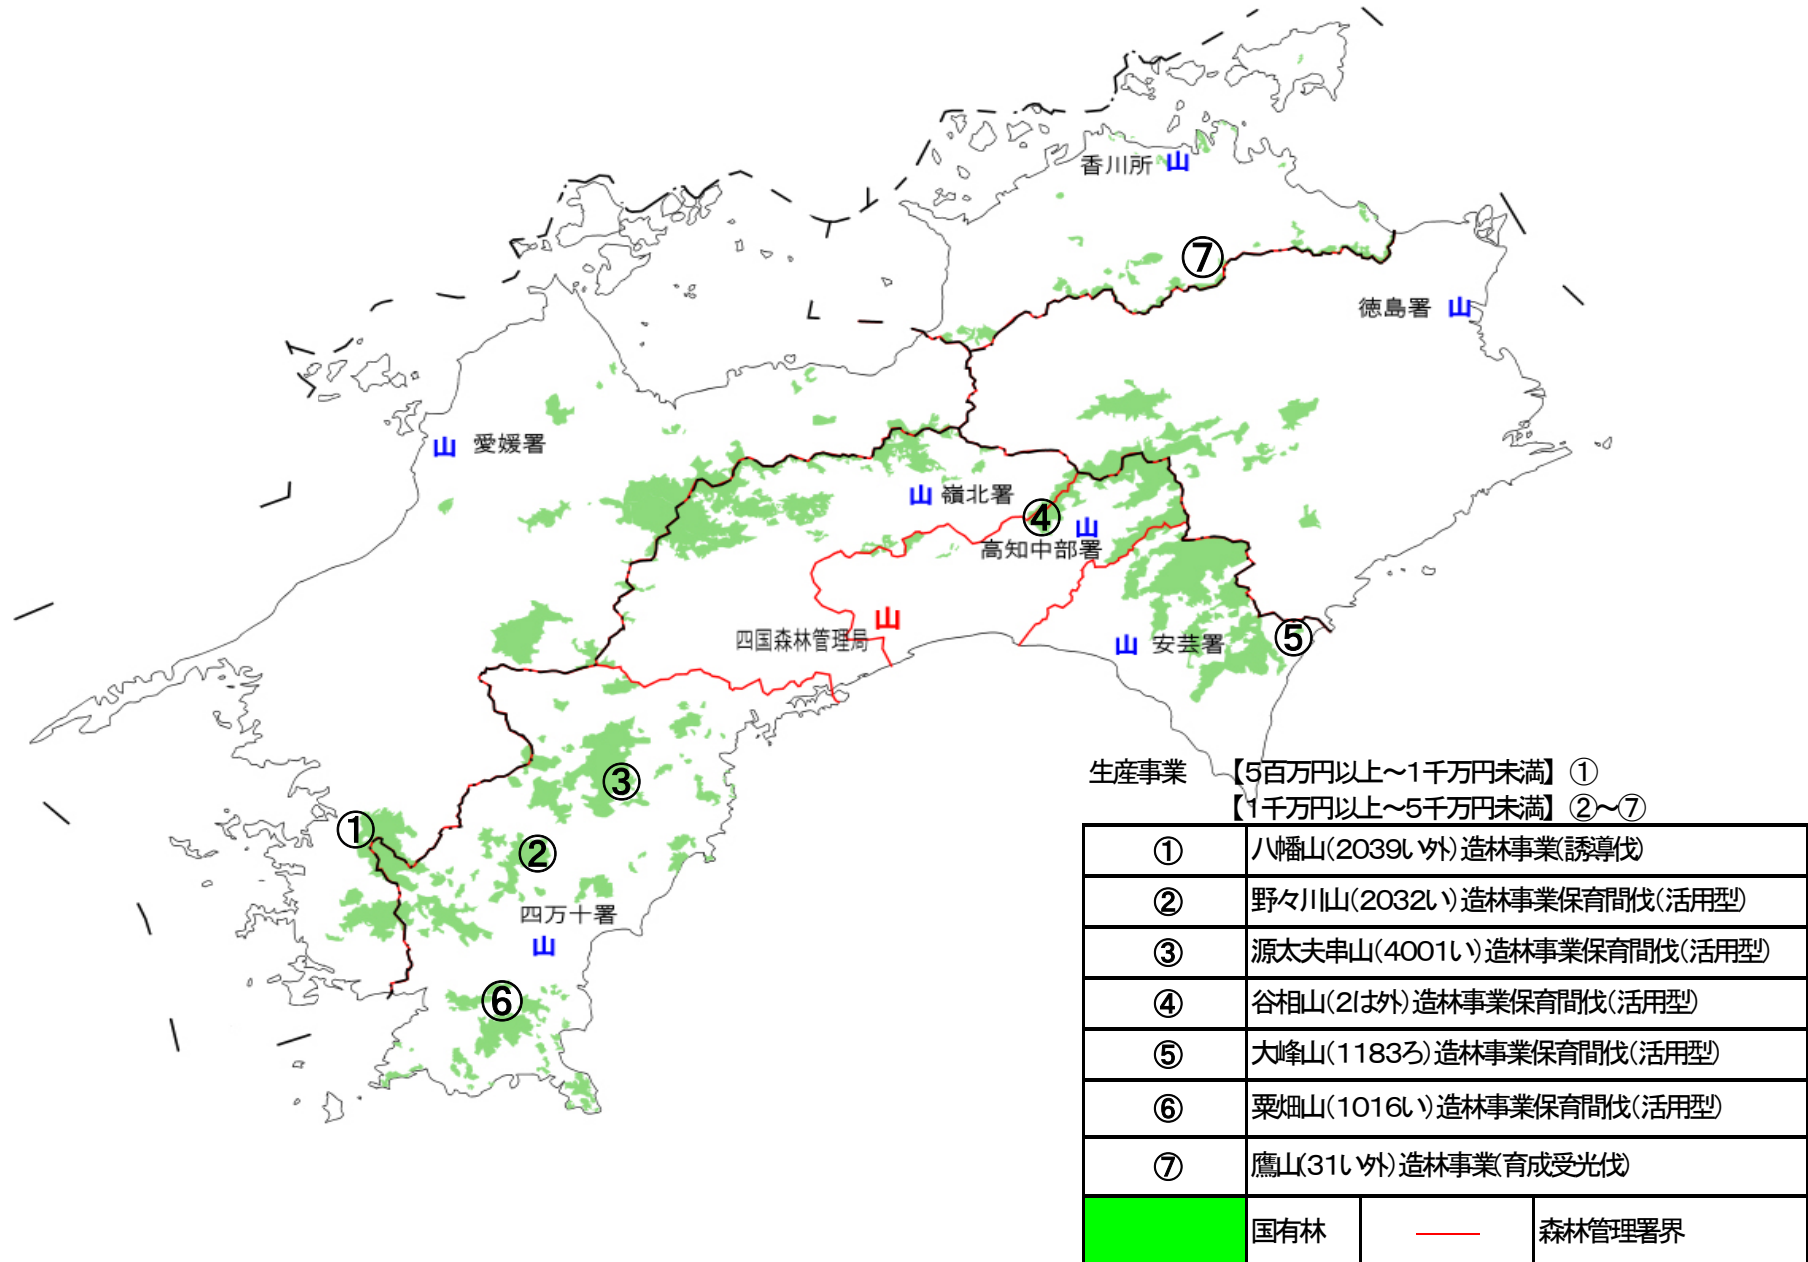 香川所 山
⑦
徳島署 山
山 愛媛署
山 嶺北署
④
山
高知中部署
山
四国森林管理局
山 安芸署
⑤
③
①
②
四万十署
山
⑥
生産事業 【5百万円以上～1千万円未満】 ①
【1千万円以上～5千万円未満】 ②～⑦
① 八幡山(2039い外)造林事業(誘導伐)
② 野々川山(2032い)造林事業保育間伐(活用型)
③ 源太夫串山(4001い)造林事業保育間伐(活用型)
④ 谷相山(2は外)造林事業保育間伐(活用型)
⑤ 大峰山(1183ろ)造林事業保育間伐(活用型)
⑥ 栗畑山(1016い)造林事業保育間伐(活用型)
⑦ 鷹山(31い外)造林事業(育成受光伐)
国有林 森林管理署界